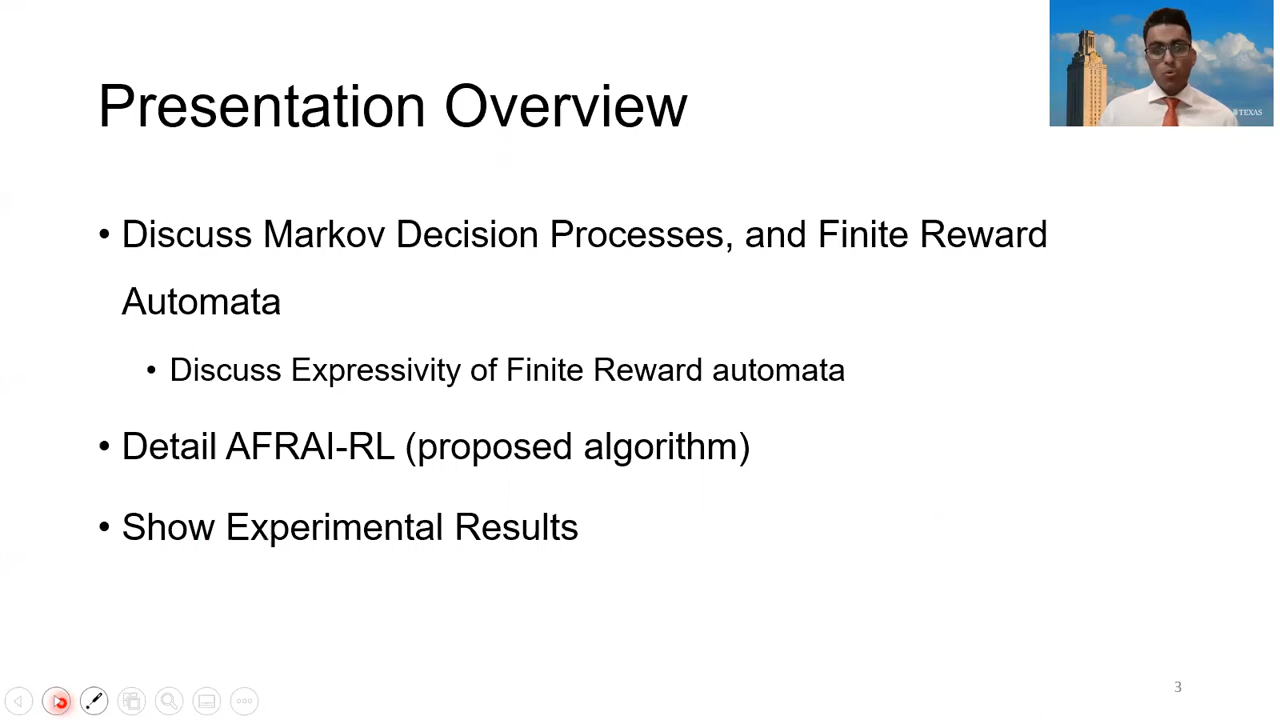 Presentation Overview
• Discuss Markov Decision Processes, and Finite Reward
Automata
• Discuss Expressivity of Finite Reward automata
• Detail AFRAI-RL (proposed algorithm)
• Show Experimental Results
TEXAS
3